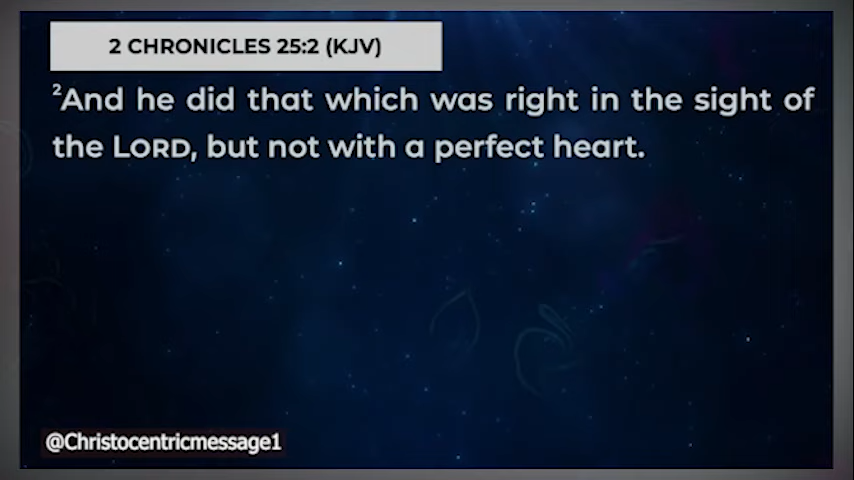 2 CHRONICLES 25:2 (KJV)
²And he did that which was right in the sight of
the LORD, but not with a perfect heart.
@Christocentricmessage1